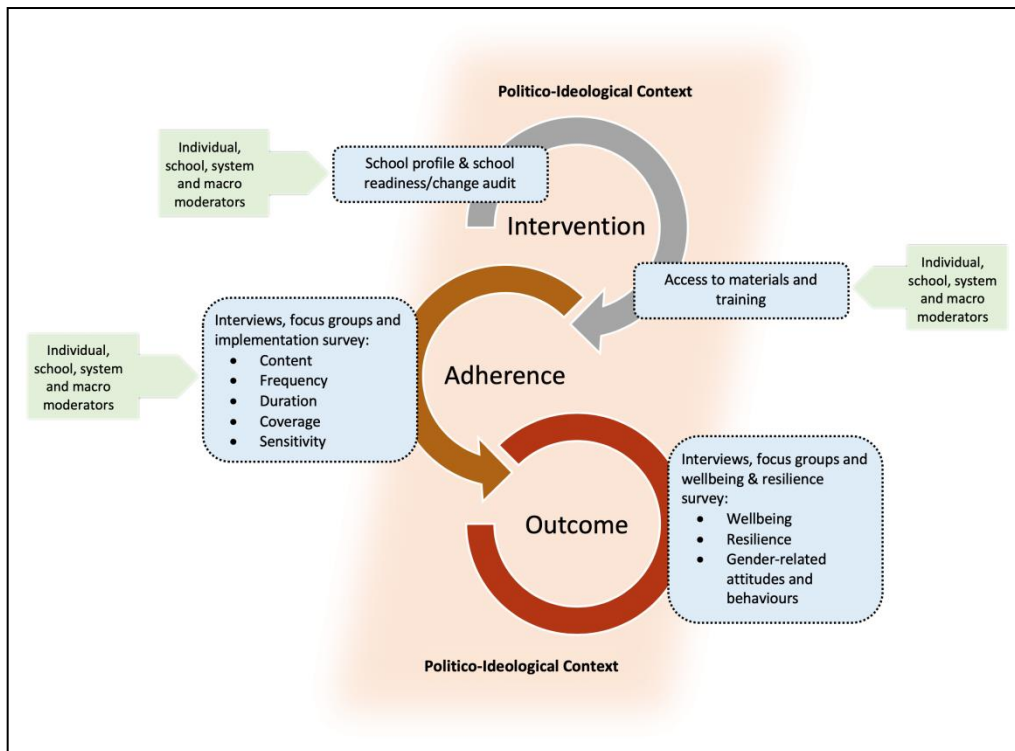 Politico-Ideological Context
Individual,
school, system
and macro
moderators
School profile & school
readiness/change audit
Intervention
Access to materials and
training
Individual,
school, system
and macro
moderators
Individual,
school, system
and macro
moderators
Interviews, focus groups and
implementation survey:
• Content
• Frequency
• Duration
• Coverage
• Sensitivity
Adherence
Outcome
Interviews, focus groups and
wellbeing & resilience
survey:
• Wellbeing
• Resilience
• Gender-related
attitudes and
behaviours
Politico-Ideological Context